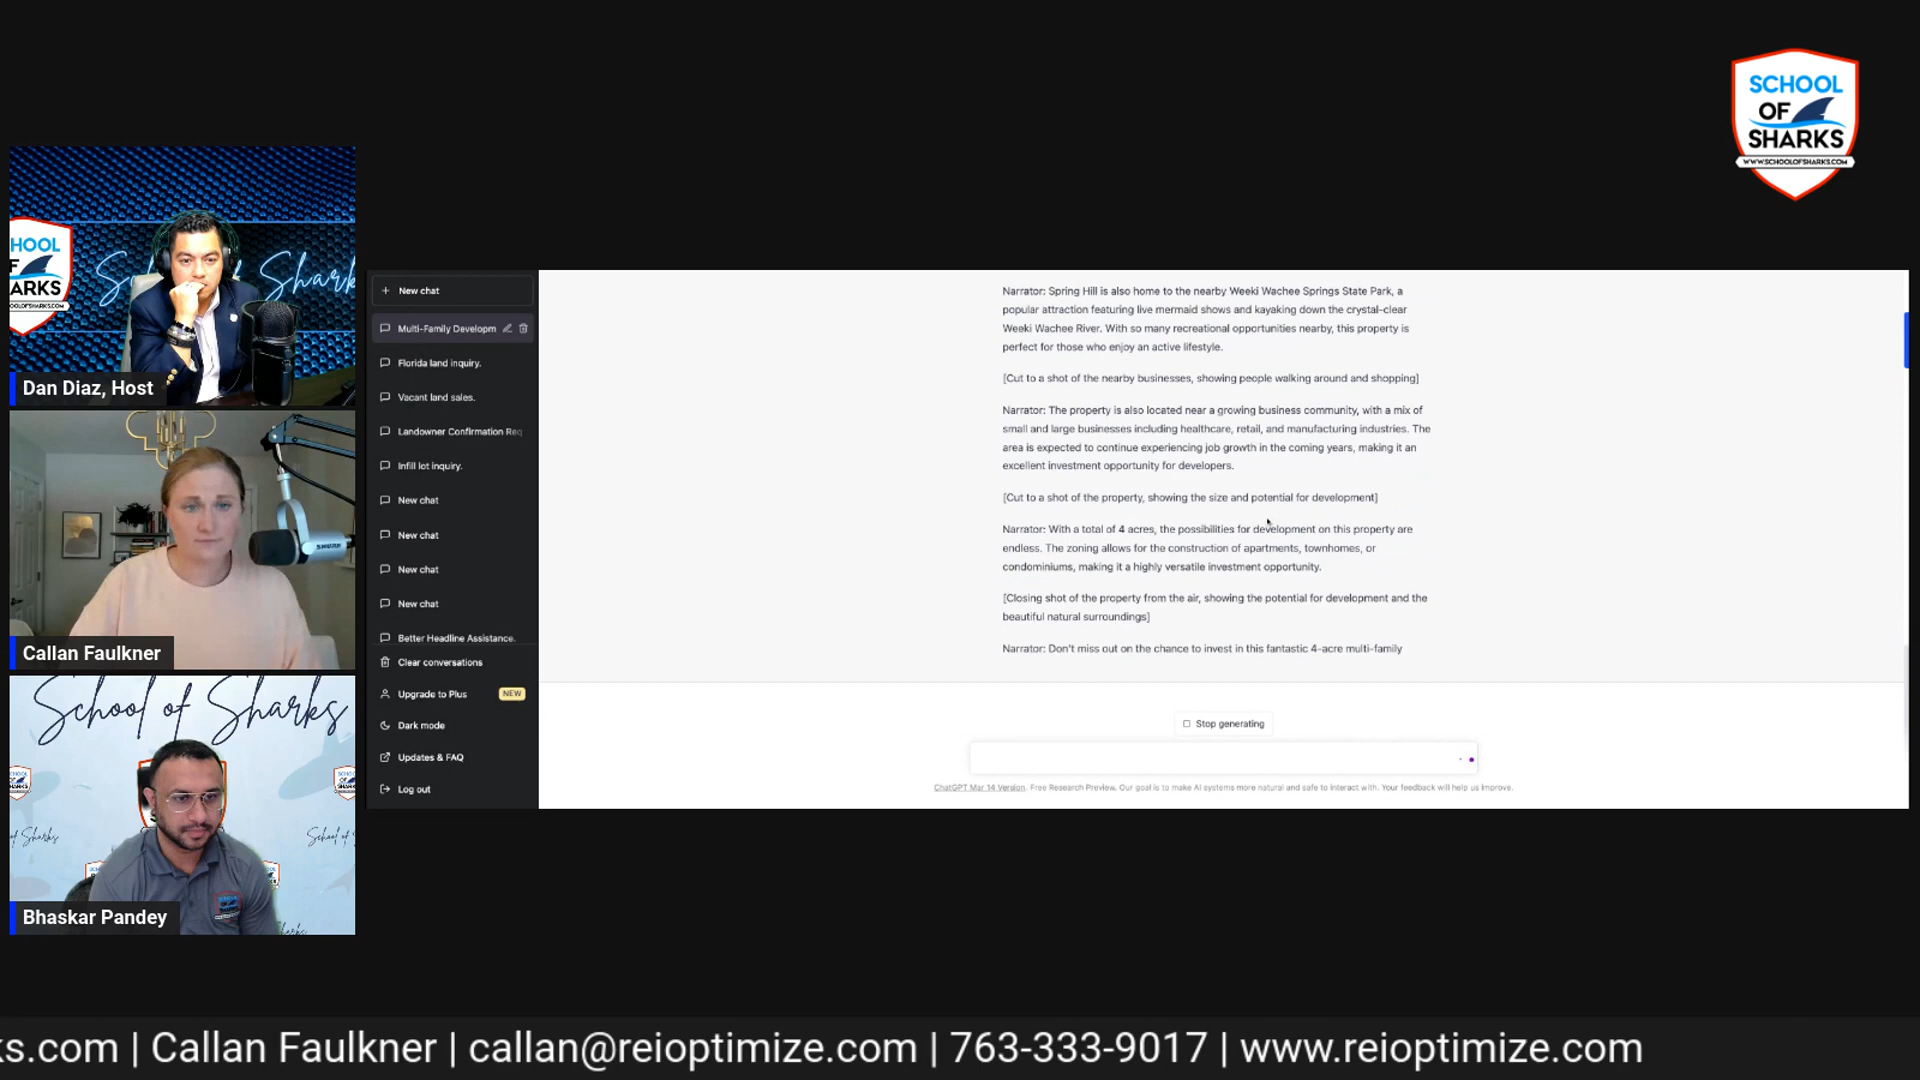 SCHOOL
OF
SHARKS
WWW.SCHOOLOFSHARKS.COM
HOOL
F
ARKS
OOLOFSHARKS.COM
Dan Diaz, Host
SHURE
Callan Faulkner
School of Sharks
School of Sharks
Bhaskar Pandey
New chat
Multi-Family Developm
Florida land inquiry.
Vacant land sales.
Landowner Confirmation Req
Infill lot inquiry.
New chat
New chat
New chat
New chat
Better Headline Assistance.
Clear conversations
Upgrade to Plus NEW
Dark mode
Updates & FAQ
Log out
Narrator: Spring Hill is also home to the nearby Weeki Wachee Springs State Park, a
popular attraction featuring live mermaid shows and kayaking down the crystal-clear
Weeki Wachee River. With so many recreational opportunities nearby, this property is
perfect for those who enjoy an active lifestyle.
[Cut to a shot of the nearby businesses, showing people walking around and shopping]
Narrator: The property is also located near a growing business community, with a mix of
small and large businesses including healthcare, retail, and manufacturing industries. The
area is expected to continue experiencing job growth in the coming years, making it an
excellent investment opportunity for developers.
[Cut to a shot of the property, showing the size and potential for development]
Narrator: With a total of 4 acres, the possibilities for development on this property are
endless. The zoning allows for the construction of apartments, townhomes, or
condominiums, making it a highly versatile investment opportunity.
[Closing shot of the property from the air, showing the potential for development and the
beautiful natural surroundings]
Narrator: Don't miss out on the chance to invest in this fantastic 4-acre multi-family
Stop generating
ChatGPT Mar 14 Version. Free Research Preview. Our goal is to make AI systems more natural and safe to interact with. Your feedback will help us improve.
ks.com | Callan Faulkner | callan@reioptimize.com | 763-333-9017 | www.reioptimize.com